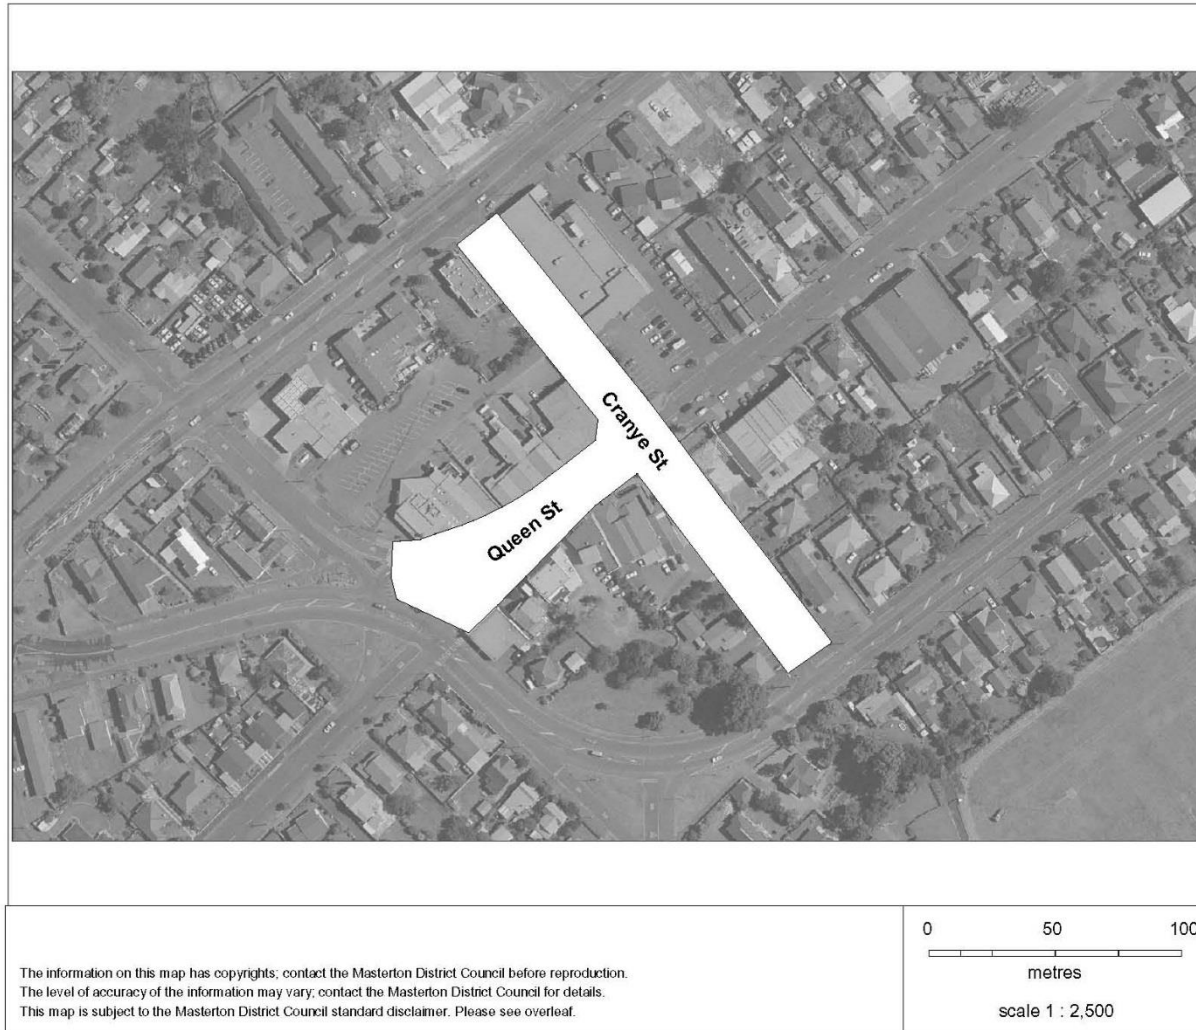 Cranye St
Queen St
The information on this map has copyrights; contact the Masterton District Council before reproduction.
The level of accuracy of the information may vary; contact the Masterton District Council for details.
This map is subject to the Masterton District Council standard disclaimer. Please see overleaf.
0 50 100
metres
scale 1 : 2,500